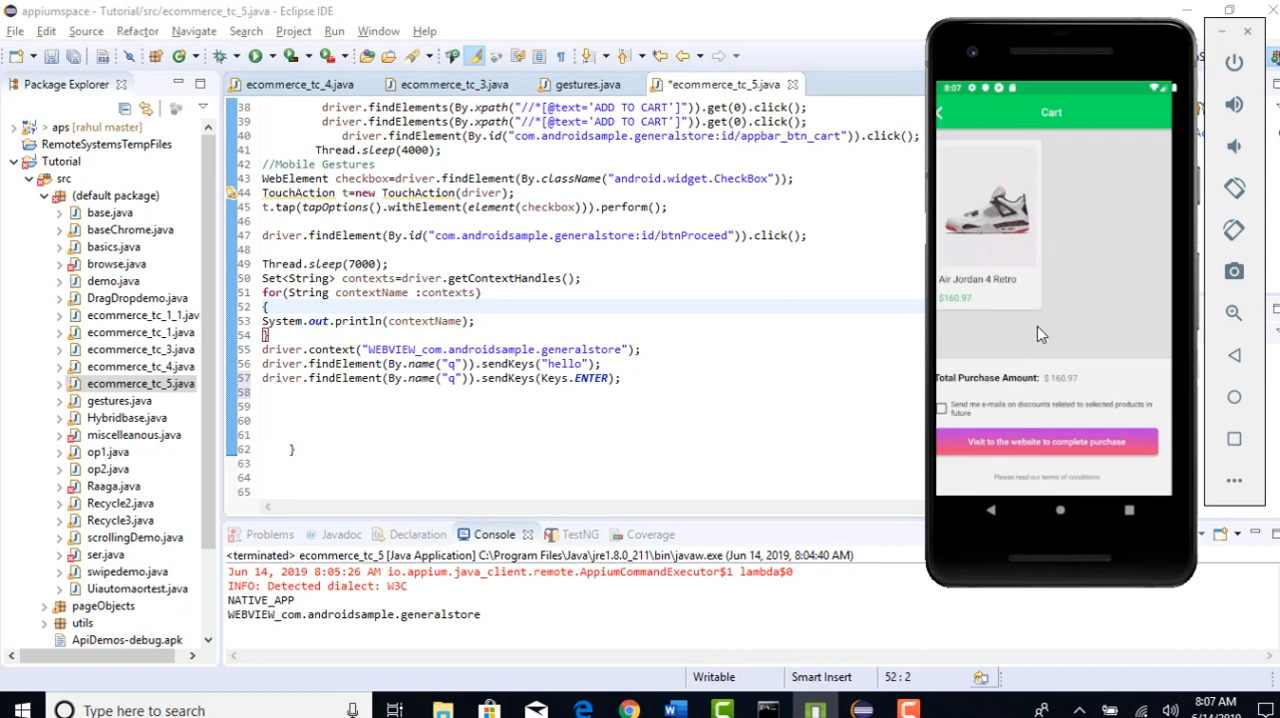 appiumspace - Tutorial/src/ecommerce_tc_5.java - Eclipse IDE
File Edit Source Refactor Navigate Search Project Run Window Help
Package Explorer
ecommerce_tc_4.java ecommerce_tc_3.java gestures.java *ecommerce_tc_5.java
aps [rahul master]
RemoteSystemsTempFiles
Tutorial
src
(default package)
base.java
baseChrome.java
basics.java
browse.java
demo.java
DragDropdemo.java
ecommerce_tc_1_1.java
ecommerce_tc_1.java
ecommerce_tc_3.java
ecommerce_tc_4.java
ecommerce_tc_5.java
gestures.java
Hybridbase.java
miscelleanous.java
op1.java
op2.java
Raaga.java
Recycle2.java
Recycle3.java
scrollingDemo.java
ser.java
swipedemo.java
Uiautomaortest.java
pageObjects
utils
ApiDemos-debug.apk
38 driver.findElements(By.xpath("//*[@text='ADD TO CART']")).get(0).click();
39 driver.findElements(By.xpath("//*[@text='ADD TO CART']")).get(0).click();
40 driver.findElement(By.id("com.androidsample.generalstore:id/appbar_btn_cart")).click();
41 Thread.sleep(4000);
42 //Mobile Gestures
43 WebElement checkbox=driver.findElement(By.className("android.widget.CheckBox"));
44 TouchAction t=new TouchAction(driver);
45 t.tap(tapOptions().withElement(element(checkbox))).perform();
46
47 driver.findElement(By.id("com.androidsample.generalstore:id/btnProceed")).click();
48
49 Thread.sleep(7000);
50 Set<String> contexts=driver.getContextHandles();
51 for(String contextName :contexts)
52 {
53 System.out.println(contextName);
54 }
55 driver.context("WEBVIEW_com.androidsample.generalstore");
56 driver.findElement(By.name("q")).sendKeys("hello");
57 driver.findElement(By.name("q")).sendKeys(Keys.ENTER);
58
59
60
61
62 }
63
64
65
8:07
Cart
Air Jordan 4 Retro
$160.97
Total Purchase Amount: $ 160.97
Send me e-mails on discounts related to selected products in
future
Visit to the website to complete purchase
Please read our terms of conditions
Problems Javadoc Declaration Console TestNG Coverage
<terminated> ecommerce_tc_5 [Java Application] C:\Program Files\Java\jre1.8.0_211\bin\javaw.exe (Jun 14, 2019, 8:04:40 AM)
Jun 14, 2019 8:05:26 AM io.appium.java_client.remote.AppiumCommandExecutor$1 lambda$0
INFO: Detected dialect: W3C
NATIVE_APP
WEBVIEW_com.androidsample.generalstore
Writable Smart Insert 52 : 2
Type here to search
8:07 AM